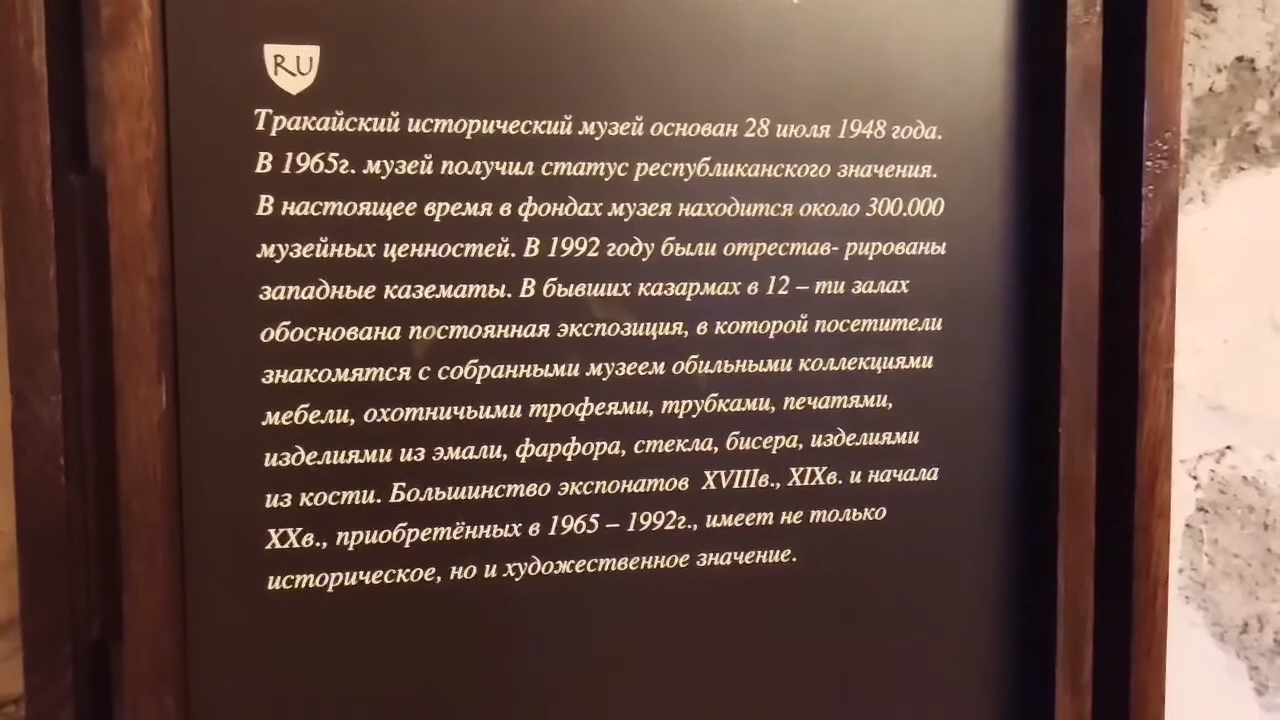 RU
Тракайский исторический музей основан 28 июля 1948 года.
В 1965г. музей получил статус республиканского значения.
В настоящее время в фондах музея находится около 300.000
музейных ценностей. В 1992 году были отрестав- рированы
западные казематы. В бывших казармах в 12 – ти залах
обоснована постоянная экспозиция, в которой посетители
знакомятся с собранными музеем обильными коллекциями
мебели, охотничьими трофеями, трубками, печатями,
изделиями из эмали, фарфора, стекла, бисера, изделиями
из кости. Большинство экспонатов XVIIIв., XIXв. и начала
XXв., приобретённых в 1965 – 1992г., имеет не только
историческое, но и художественное значение.